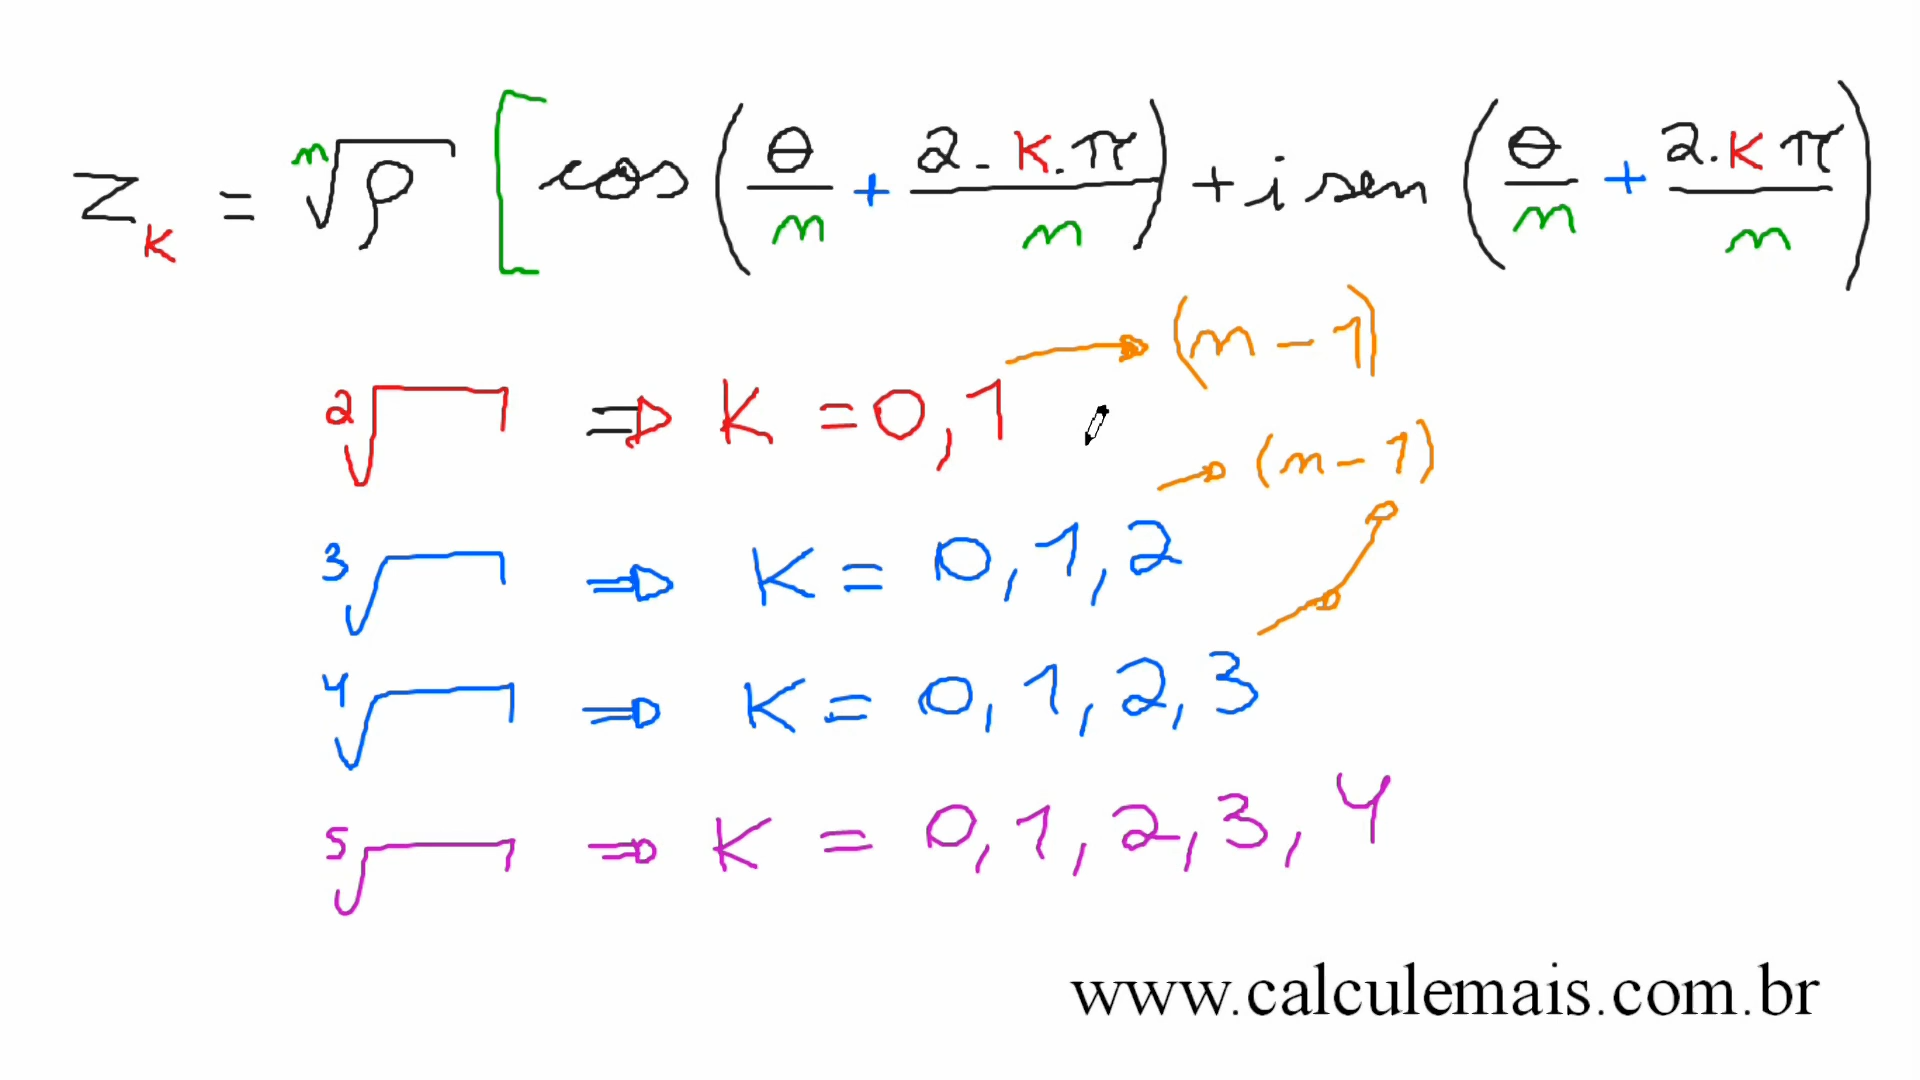 Z_K = ⁿ√ρ [ cos ( θ/n + 2.K.π/n ) + i sen ( θ/n + 2.K π/n )
(n - 1)
²√ ⇒ K = 0, 1
(n - 1)
³√ ⇒ K = 0, 1, 2
⁴√ ⇒ K = 0, 1, 2, 3
⁵√ ⇒ K = 0, 1, 2, 3, 4
www.calculemais.com.br